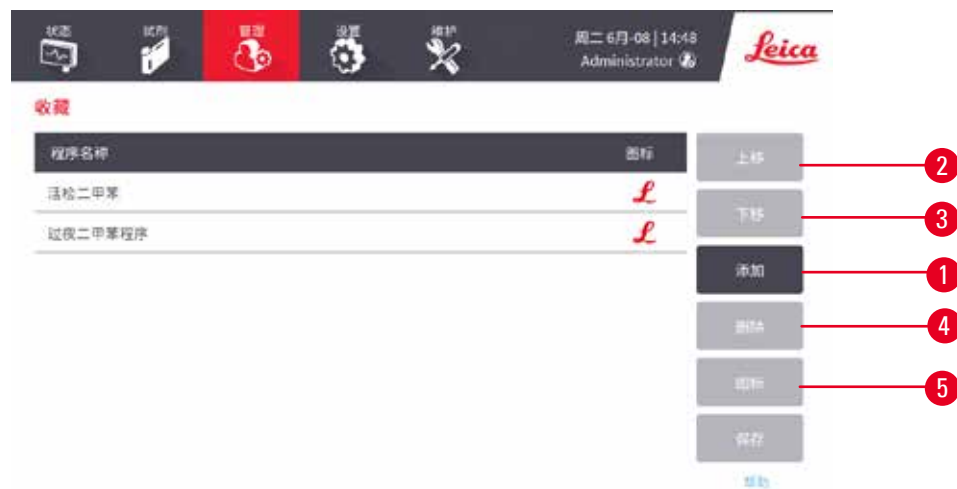 状态 试剂 管理 设置 维护
周二 6月-08 | 14:48
Administrator
Leica
收藏
程序名称 图标
活检二甲苯
过夜二甲苯程序
上移
下移
添加
删除
图标
保存
帮助
2
3
1
4
5